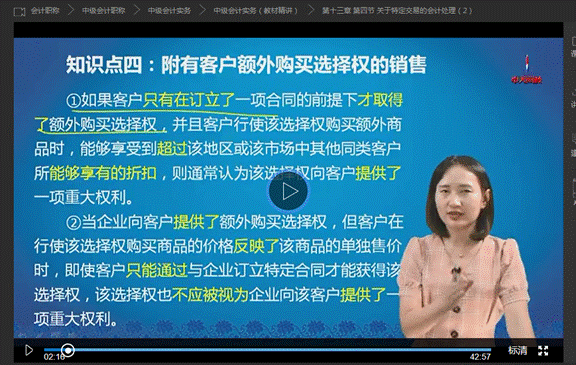 会计职称 中级会计职称 中级会计实务 中级会计实务（教材精讲） 第十三章 第四节 关于特定交易的会计处理（2）
知识点四：附有客户额外购买选择权的销售
①如果客户只有在订立了一项合同的前提下才取得
了额外购买选择权，并且客户行使该选择权购买额外商
品时，能够享受到超过该地区或该市场中其他同类客户
所能够享有的折扣，则通常认为该选择权向客户提供了
一项重大权利。
②当企业向客户提供了额外购买选择权，但客户在
行使该选择权购买商品的价格反映了该商品的单独售价
时，即使客户只能通过与企业订立特定合同才能获得该
选择权，该选择权也不应被视为企业向该客户提供了一
项重大权利。
02:16 42:57 标清